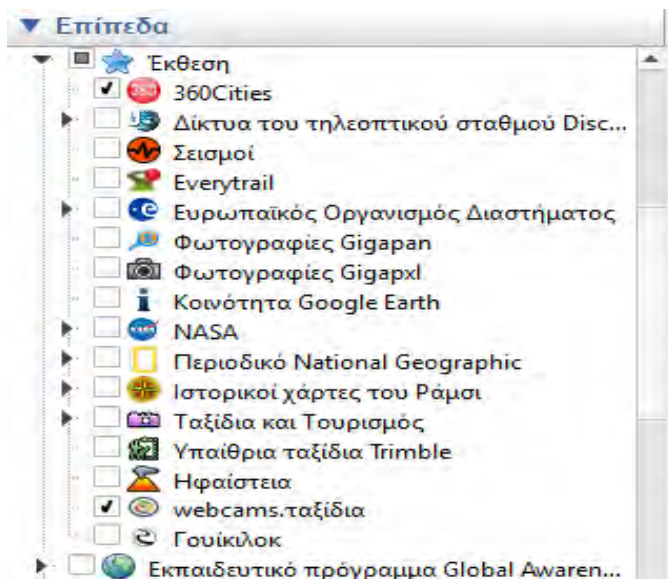 Επίπεδα
Έκθεση
360Cities
Δίκτυα του τηλεοπτικού σταθμού Disc...
Σεισμοί
Everytrail
Ευρωπαϊκός Οργανισμός Διαστήματος
Φωτογραφίες Gigapan
Φωτογραφίες Gigapxl
Κοινότητα Google Earth
NASA
Περιοδικό National Geographic
Ιστορικοί χάρτες του Ράμσι
Ταξίδια και Τουρισμός
Υπαίθρια ταξίδια Trimble
Ηφαίστεια
webcams.ταξίδια
Γουίκιλοκ
Εκπαιδευτικό πρόγραμμα Global Awaren...